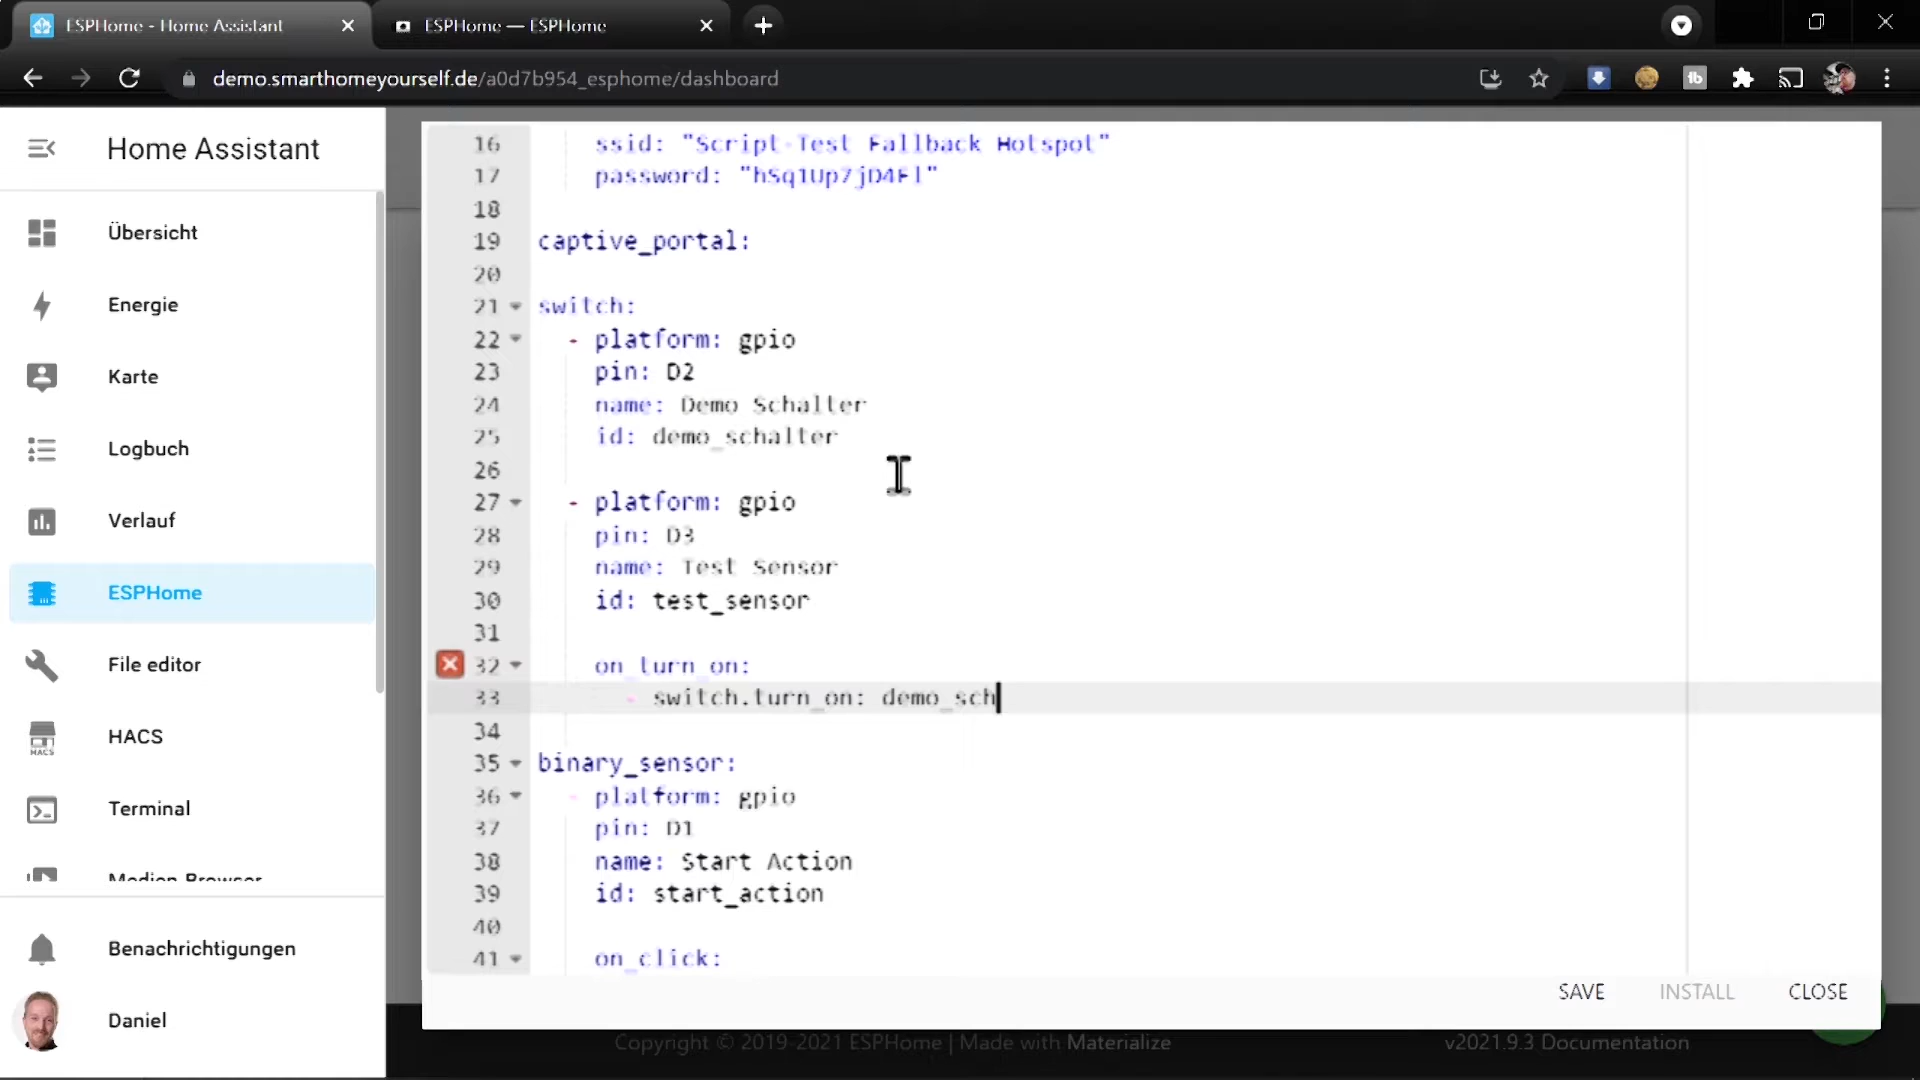 ESPHome - Home Assistant
ESPHome — ESPHome
demo.smarthomeyourself.de/a0d7b954_esphome/dashboard
Home Assistant
Übersicht
Energie
Karte
Logbuch
Verlauf
ESPHome
File editor
HACS
HACS
Terminal
Medien Browser
Benachrichtigungen
Daniel
16 ssid: "Script-Test Fallback Hotspot"
17 password: "hSq1Up7jD4Fl"
18
19 captive_portal:
20
21 switch:
22 - platform: gpio
23 pin: D2
24 name: Demo Schalter
25 id: demo_schalter
26
27 - platform: gpio
28 pin: D3
29 name: Test Sensor
30 id: test_sensor
31
32 on_turn_on:
33 - switch.turn_on: demo_sch
34
35 binary_sensor:
36 - platform: gpio
37 pin: D1
38 name: Start Action
39 id: start_action
40
41 on_click:
SAVE INSTALL CLOSE
Copyright © 2019-2021 ESPHome | Made with Materialize
v2021.9.3 Documentation